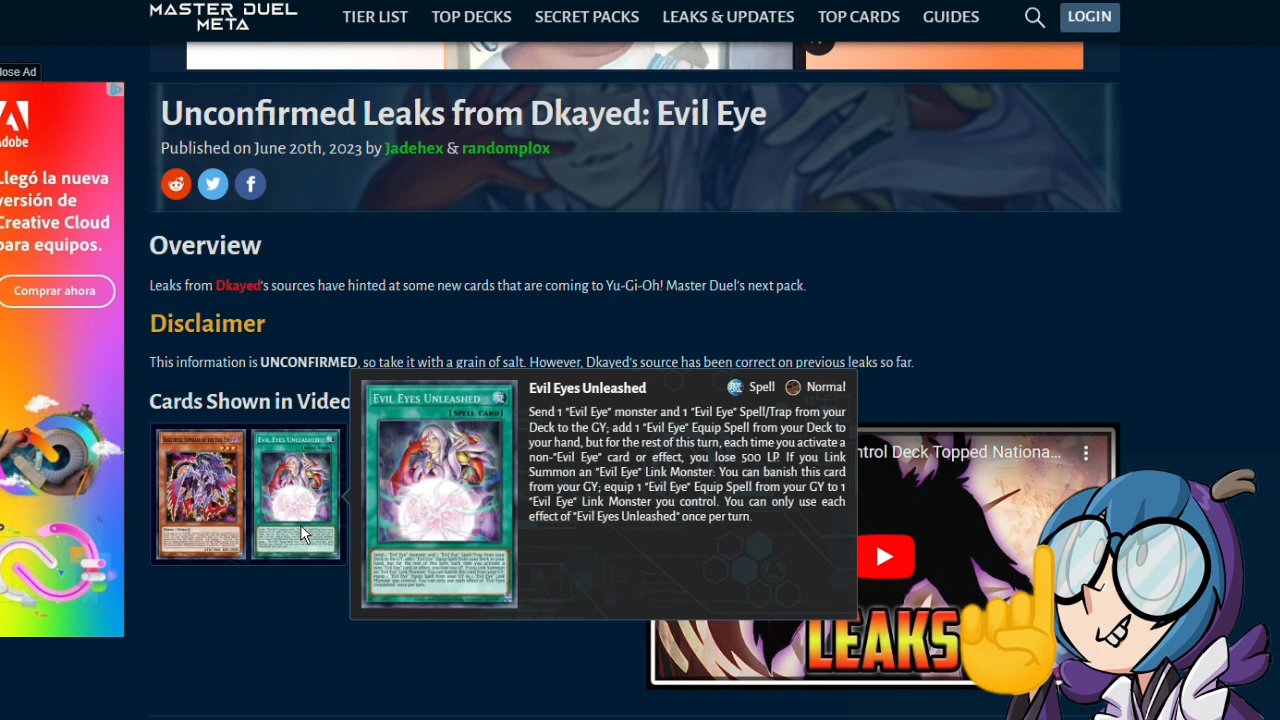 MASTER DUEL
META
TIER LIST
TOP DECKS
SECRET PACKS
LEAKS & UPDATES
TOP CARDS
GUIDES
LOGIN
lose Ad
Adobe
Llegó la nueva
versión de
Creative Cloud
para equipos.
Comprar ahora
Unconfirmed Leaks from Dkayed: Evil Eye
Published on June 20th, 2023 by Jadehex & randompl0x
Overview
Leaks from Dkayed's sources have hinted at some new cards that are coming to Yu-Gi-Oh! Master Duel's next pack.
Disclaimer
This information is UNCONFIRMED, so take it with a grain of salt. However, Dkayed's source has been correct on previous leaks so far.
Cards Shown in Video
EVIL EYES UNLEASHED
EVIL EYES UNLEASHED
[SPELL CARD]
Evil Eyes Unleashed
Spell
Normal
Send 1 "Evil Eye" monster and 1 "Evil Eye" Spell/Trap from your
Deck to the GY; add 1 "Evil Eye" Equip Spell from your Deck to
your hand, but for the rest of this turn, each time you activate a
non-"Evil Eye" card or effect, you lose 500 LP. If you Link
Summon an "Evil Eye" Link Monster: You can banish this card
from your GY; equip 1 "Evil Eye" Equip Spell from your GY to 1
"Evil Eye" Link Monster you control. You can only use each
effect of "Evil Eyes Unleashed" once per turn.
ntrol Deck Topped Nationa...
LEAKS